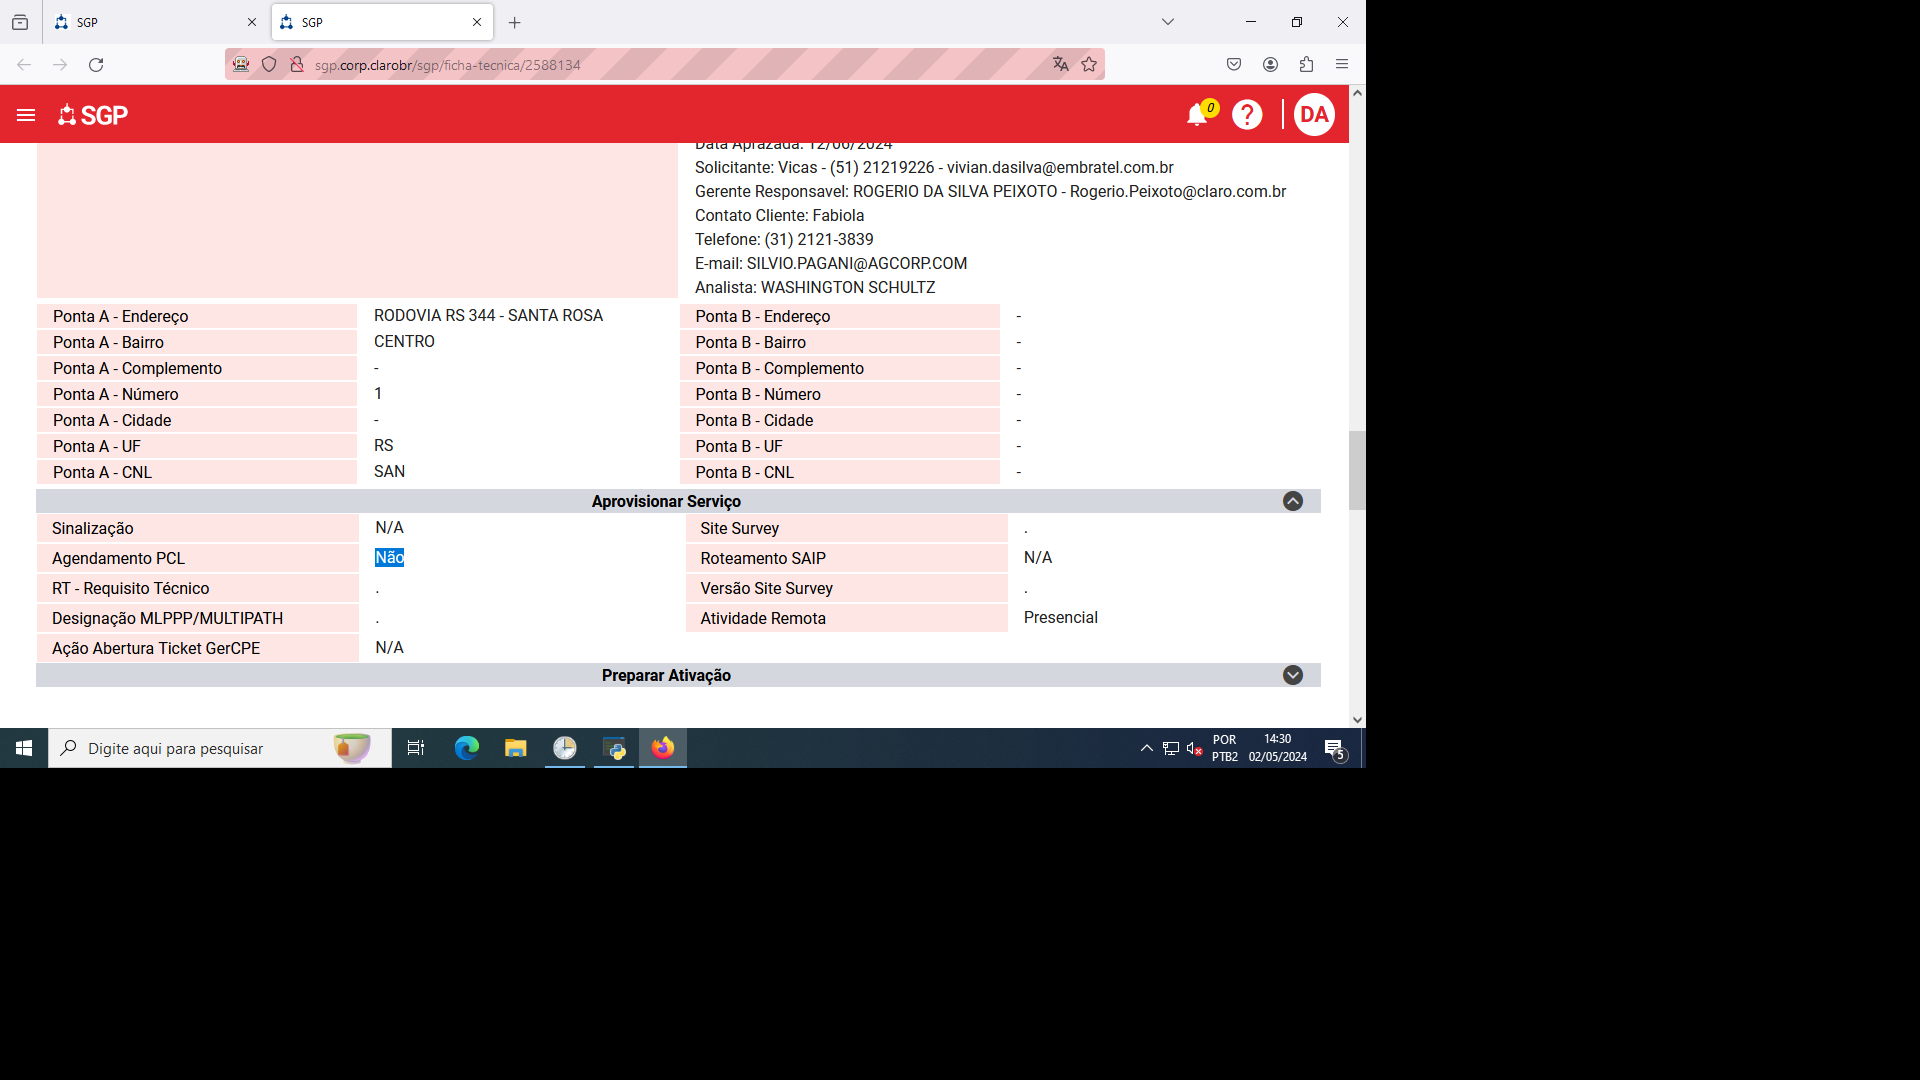 SGP
SGP
sgp.corp.clarobr/sgp/ficha-tecnica/2588134
SGP
0
?
DA
Data Aprazada: 12/06/2024
Solicitante: Vicas - (51) 21219226 - vivian.dasilva@embratel.com.br
Gerente Responsavel: ROGERIO DA SILVA PEIXOTO - Rogerio.Peixoto@claro.com.br
Contato Cliente: Fabiola
Telefone: (31) 2121-3839
E-mail: SILVIO.PAGANI@AGCORP.COM
Analista: WASHINGTON SCHULTZ
Ponta A - Endereço RODOVIA RS 344 - SANTA ROSA Ponta B - Endereço -
Ponta A - Bairro CENTRO Ponta B - Bairro -
Ponta A - Complemento - Ponta B - Complemento -
Ponta A - Número 1 Ponta B - Número -
Ponta A - Cidade - Ponta B - Cidade -
Ponta A - UF RS Ponta B - UF -
Ponta A - CNL SAN Ponta B - CNL -
Aprovisionar Serviço
Sinalização N/A Site Survey .
Agendamento PCL Não Roteamento SAIP N/A
RT - Requisito Técnico . Versão Site Survey .
Designação MLPPP/MULTIPATH . Atividade Remota Presencial
Ação Abertura Ticket GerCPE N/A
Preparar Ativação
Digite aqui para pesquisar
POR 14:30
PTB2 02/05/2024
5